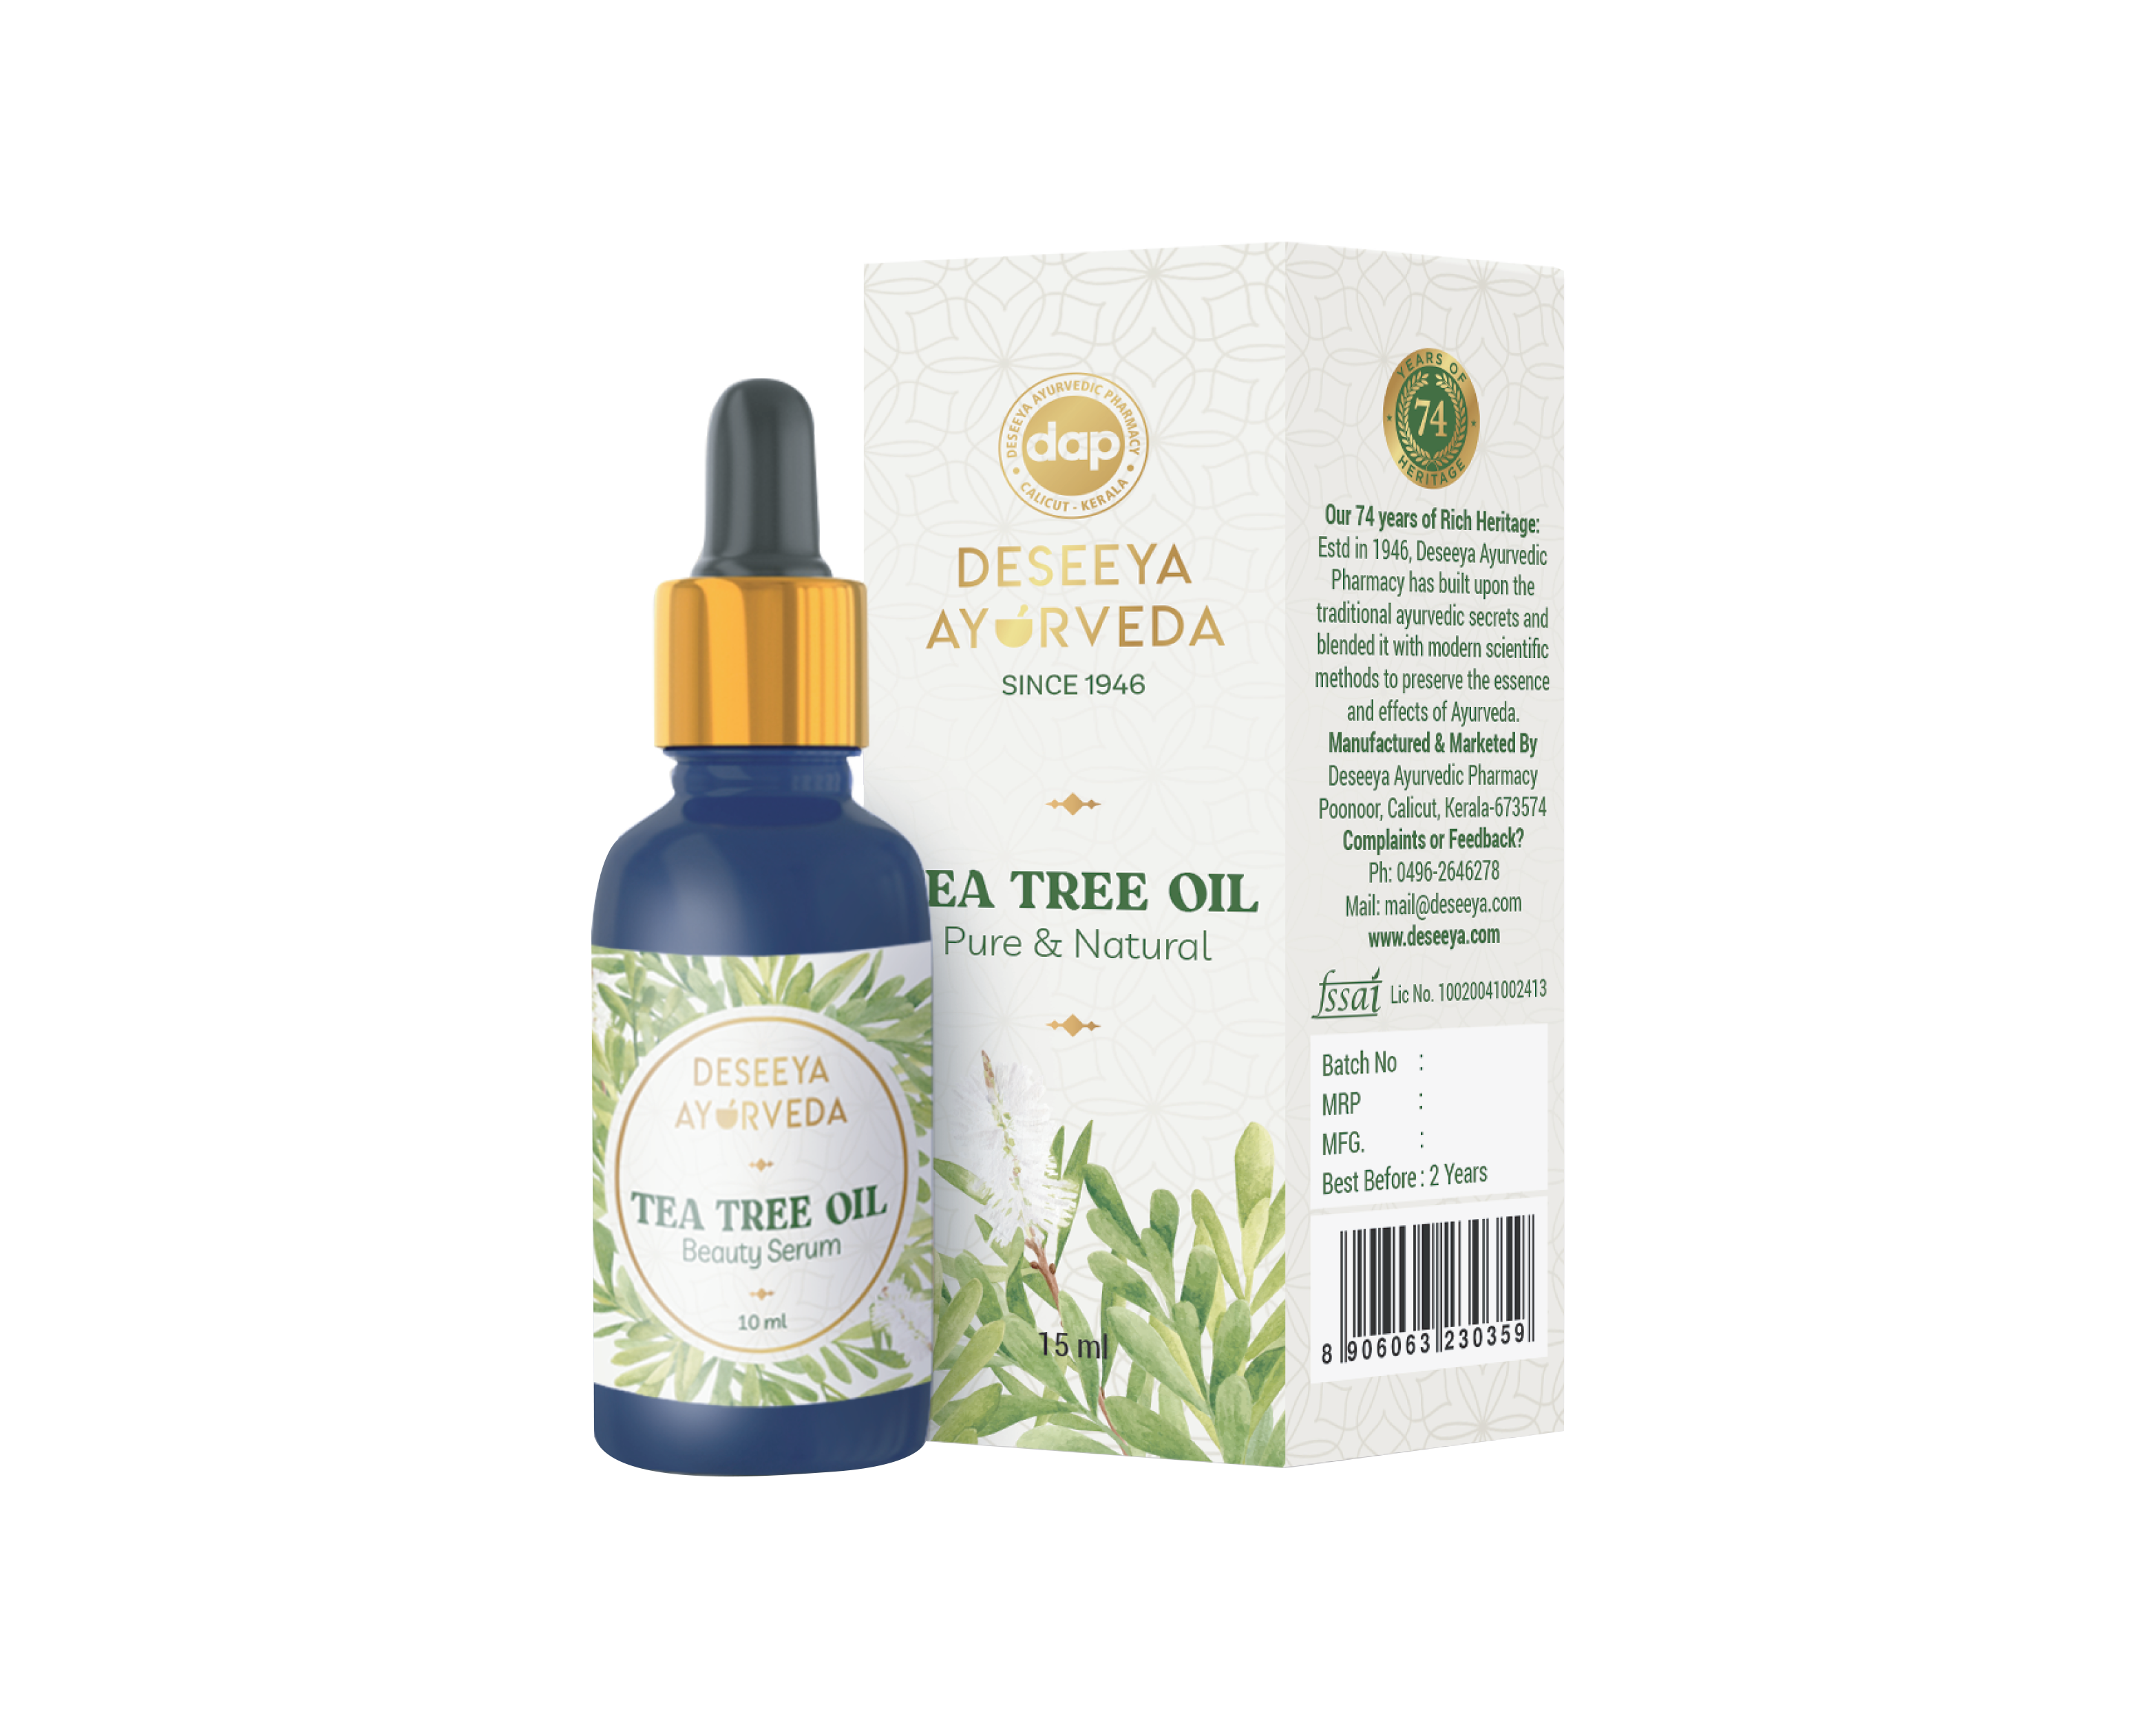 DESEEYA AYURVEDIC PHARMACY
dap
CALICUT - KERALA
DESEEYA
AYURVEDA
SINCE 1946
EA TREE OIL
Pure & Natural
15 ml
DESEEYA
AYURVEDA
TEA TREE OIL
Beauty Serum
10 ml
YEARS OF
74
HERITAGE
Our 74 years of Rich Heritage:
Estd in 1946, Deseeya Ayurvedic
Pharmacy has built upon the
traditional ayurvedic secrets and
blended it with modern scientific
methods to preserve the essence
and effects of Ayurveda.
Manufactured & Marketed By
Deseeya Ayurvedic Pharmacy
Poonoor, Calicut, Kerala-673574
Complaints or Feedback?
Ph: 0496-2646278
Mail: mail@deseeya.com
www.deseeya.com
fssai Lic No. 10020041002413
Batch No :
MRP :
MFG. :
Best Before : 2 Years
8 906063 230359